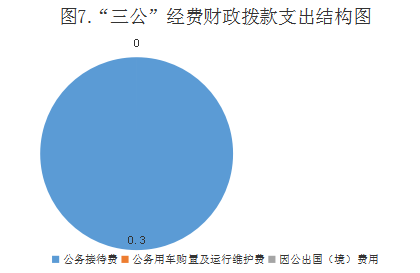 图7.“三公”经费财政拨款支出结构图
0
0.3
公务接待费 公务用车购置及运行维护费 因公出国（境）费用